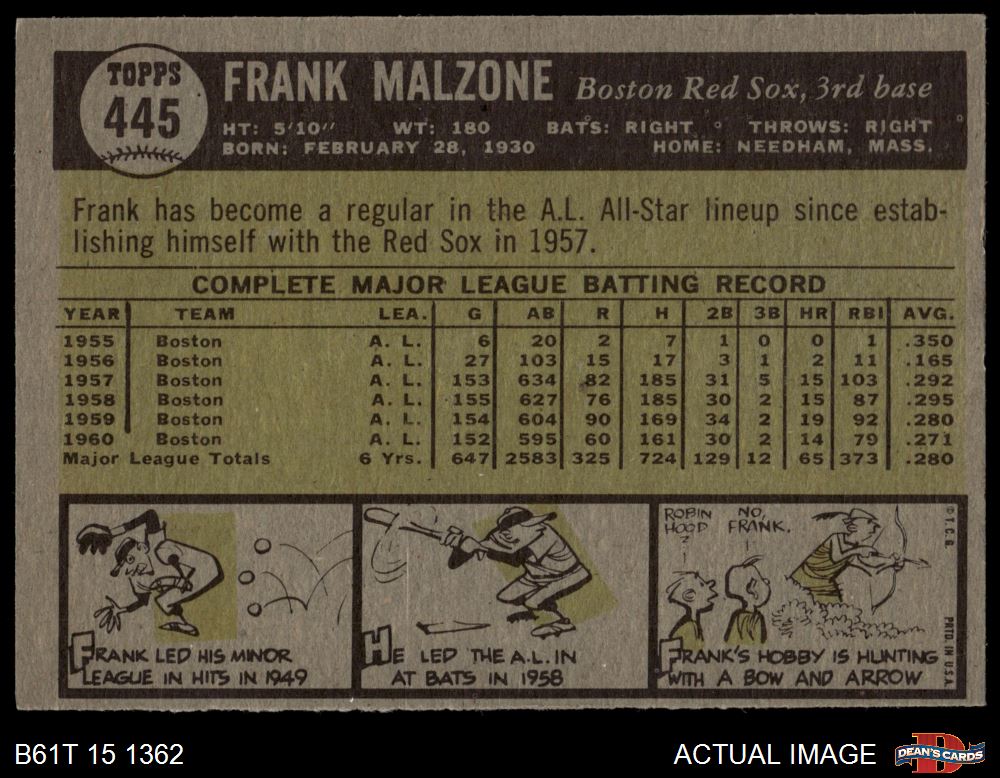 TOPPS
445
FRANK MALZONE Boston Red Sox, 3rd base
HT: 5'10" WT: 180 BATS: RIGHT THROWS: RIGHT
BORN: FEBRUARY 28, 1930 HOME: NEEDHAM, MASS.
Frank has become a regular in the A.L. All-Star lineup since estab-
lishing himself with the Red Sox in 1957.
COMPLETE MAJOR LEAGUE BATTING RECORD
YEAR TEAM LEA. G AB R H 2B 3B HR RBI AVG.
1955 Boston A. L. 6 20 2 7 1 0 0 1 .350
1956 Boston A. L. 27 103 15 17 3 1 2 11 .165
1957 Boston A. L. 153 634 82 185 31 5 15 103 .292
1958 Boston A. L. 155 627 76 185 30 2 15 87 .295
1959 Boston A. L. 154 604 90 169 34 2 19 92 .280
1960 Boston A. L. 152 595 60 161 30 2 14 79 .271
Major League Totals 6 Yrs. 647 2583 325 724 129 12 65 373 .280
FRANK LED HIS MINOR
LEAGUE IN HITS IN 1949
HE LED THE A.L. IN
AT BATS IN 1958
ROBIN
HOOD
?
NO,
FRANK.
FRANK'S HOBBY IS HUNTING
WITH A BOW AND ARROW
© T.C.G.
PRTD. IN U.S.A.
B61T 15 1362
ACTUAL IMAGE
DEAN'S CARDS